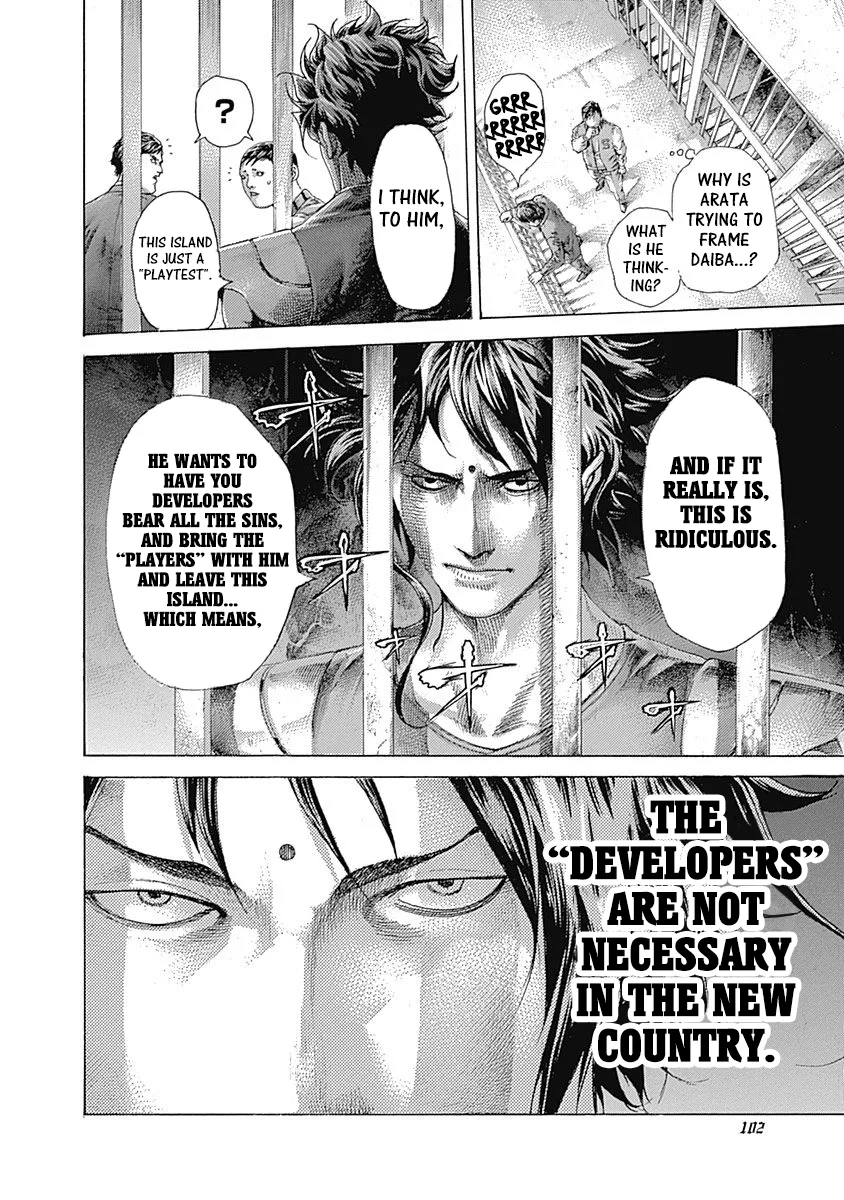 WHY IS
ARATA
TRYING TO
FRAME
DAIBA...?
WHAT
IS HE
THINK-
ING?
GRRR
RRRRRR
RRRRR
S
I THINK,
TO HIM,
?
THIS ISLAND
IS JUST A
"PLAYTEST".
AND IF IT
REALLY IS,
THIS IS
RIDICULOUS.
HE WANTS TO
HAVE YOU
DEVELOPERS
BEAR ALL THE SINS,
AND BRING THE
“PLAYERS” WITH HIM
AND LEAVE THIS
ISLAND...
WHICH MEANS,
THE
“DEVELOPERS”
ARE NOT
NECESSARY
IN THE NEW
COUNTRY.
102